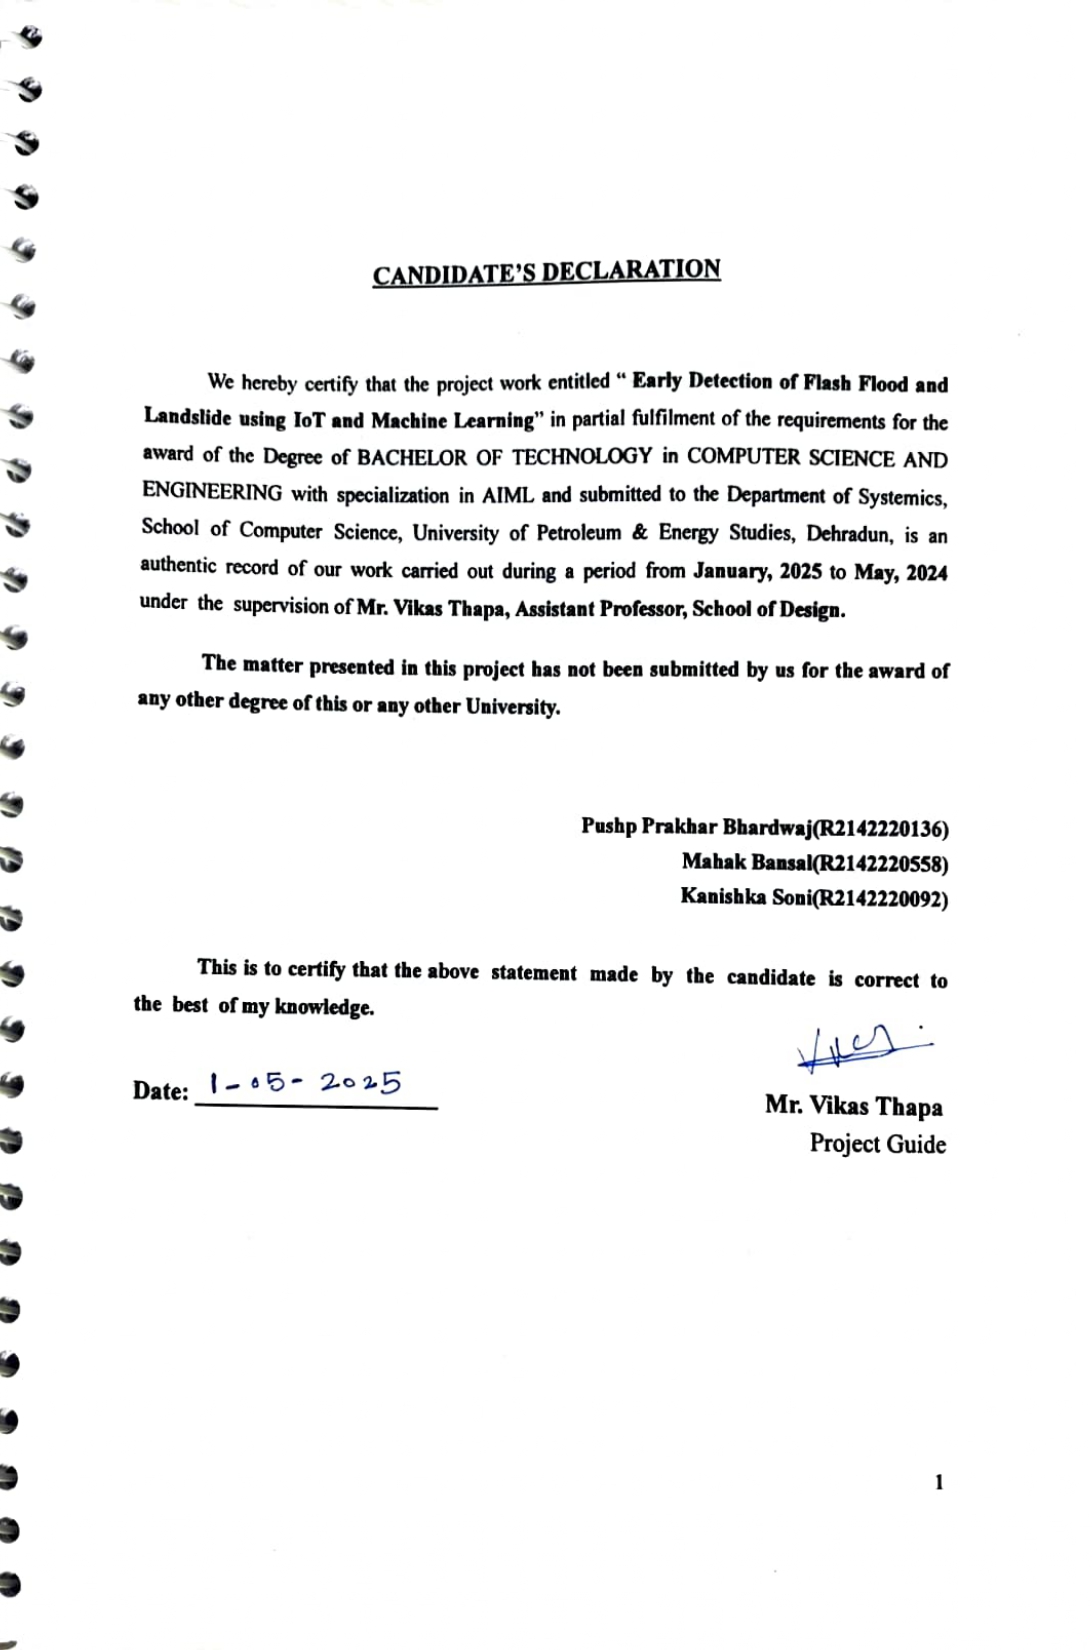 CANDIDATE'S DECLARATION
We hereby certify that the project work entitled “ Early Detection of Flash Flood and
Landslide using IoT and Machine Learning” in partial fulfilment of the requirements for the
award of the Degree of BACHELOR OF TECHNOLOGY in COMPUTER SCIENCE AND
ENGINEERING with specialization in AIML and submitted to the Department of Systemics,
School of Computer Science, University of Petroleum & Energy Studies, Dehradun, is an
authentic record of our work carried out during a period from January, 2025 to May, 2024
under the supervision of Mr. Vikas Thapa, Assistant Professor, School of Design.
The matter presented in this project has not been submitted by us for the award of
any other degree of this or any other University.
Pushp Prakhar Bhardwaj(R2142220136)
Mahak Bansal(R2142220558)
Kanishka Soni(R2142220092)
This is to certify that the above statement made by the candidate is correct to
the best of my knowledge.
Date: 1-05-2025
Mr. Vikas Thapa
Project Guide
1